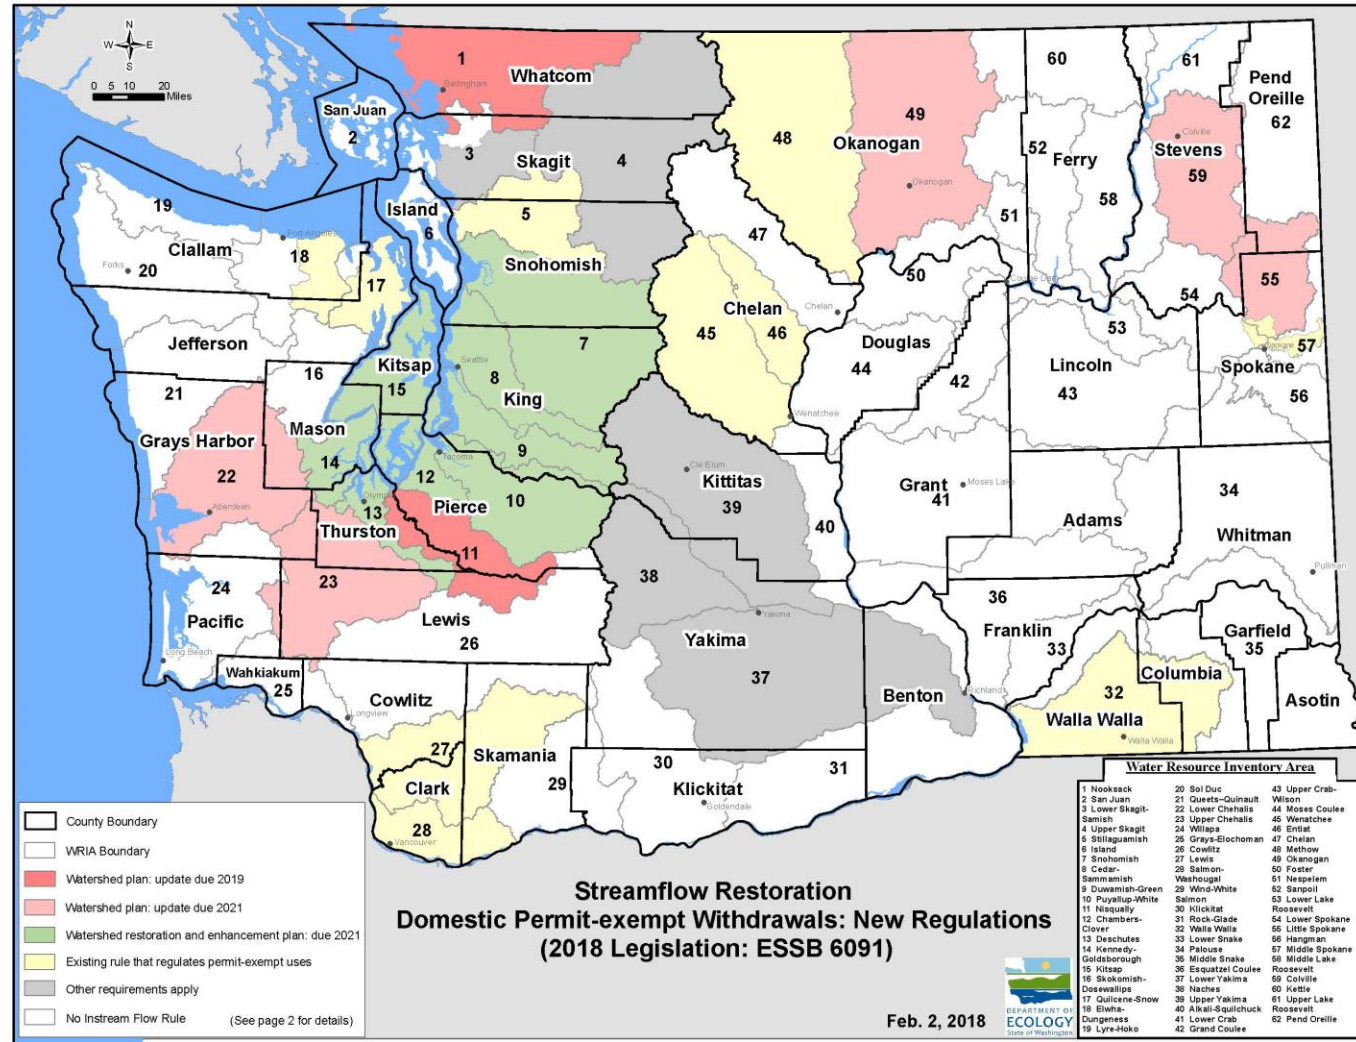 N
W E
S
0 5 10 20
Miles
1
Whatcom
Bellingham
San Juan
2
3
Skagit
4
48
Okanogan
49
Okanogan
60
61
Pend
Oreille
62
52
Ferry
58
Colville
Stevens
59
51
19
Clallam
Port Angeles
18
Forks
20
17
Island
6
5
Snohomish
47
50
Coulee Dam
54
55
Chelan
Chelan
45
46
Douglas
44
42
53
Lincoln
43
Spokane
57
Spokane
56
Jefferson
16
21
Kitsap
15
Seattle
7
8
King
9
Wenatchee
Grays Harbor
22
Aberdeen
Mason
14
Tacoma
12
10
Pierce
Olympia
13
Thurston
11
Cle Elum
Kittitas
39
40
Grant
41
Moses Lake
Adams
34
Whitman
Pullman
24
Pacific
23
Lewis
26
38
Yakima
Yakima
37
36
Franklin
33
Garfield
35
Columbia
Asotin
Long Beach
Wahkiakum
25
Cowlitz
Longview
Benton
Richland
32
Walla Walla
Walla Walla
27
Clark
28
Vancouver
Skamania
29
30
Klickitat
Goldendale
31
County Boundary
WRIA Boundary
Watershed plan: update due 2019
Watershed plan: update due 2021
Watershed restoration and enhancement plan: due 2021
Existing rule that regulates permit-exempt uses
Other requirements apply
No Instream Flow Rule (See page 2 for details)
Streamflow Restoration
Domestic Permit-exempt Withdrawals: New Regulations
(2018 Legislation: ESSB 6091)
Feb. 2, 2018
DEPARTMENT OF
ECOLOGY
State of Washington
Water Resource Inventory Area
1 Nooksack
2 San Juan
3 Lower Skagit-
Samish
4 Upper Skagit
5 Stillaguamish
6 Island
7 Snohomish
8 Cedar-
Sammamish
9 Duwamish-Green
10 Puyallup-White
11 Nisqually
12 Chambers-
Clover
13 Deschutes
14 Kennedy-
Goldsborough
15 Kitsap
16 Skokomish-
Dosewallips
17 Quilcene-Snow
18 Elwha-
Dungeness
19 Lyre-Hoko
20 Sol Duc
21 Queets-Quinault
22 Lower Chehalis
23 Upper Chehalis
24 Willapa
25 Grays-Elochoman
26 Cowlitz
27 Lewis
28 Salmon-
Washougal
29 Wind-White
Salmon
30 Klickitat
31 Rock-Glade
32 Walla Walla
33 Lower Snake
34 Palouse
35 Middle Snake
36 Esquatzel Coulee
37 Lower Yakima
38 Naches
39 Upper Yakima
40 Alkali-Squilchuck
41 Lower Crab
42 Grand Coulee
43 Upper Crab-
Wilson
44 Moses Coulee
45 Wenatchee
46 Entiat
47 Chelan
48 Methow
49 Okanogan
50 Foster
51 Nespelem
52 Sanpoil
53 Lower Lake
Roosevelt
54 Lower Spokane
55 Little Spokane
56 Hangman
57 Middle Spokane
58 Middle Lake
Roosevelt
59 Colville
60 Kettle
61 Upper Lake
Roosevelt
62 Pend Oreille